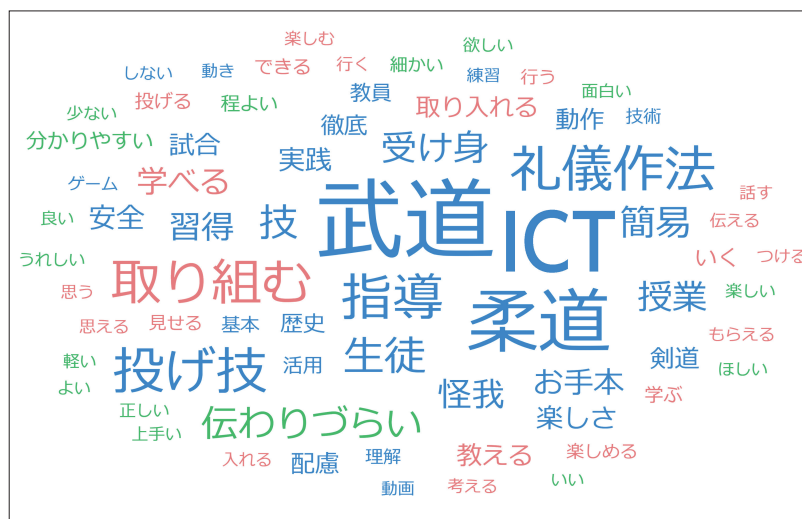 楽しむ
欲しい
しない
動き
できる
行く
細かい
練習
行う
面白い
少ない
投げる
程よい
教員
取り入れる
動作
技術
分かりやすい
試合
徹底
受け身
実践
礼儀作法
ゲーム
学べる
武道
話す
良い
安全
習得
技
ICT
簡易
伝える
うれしい
取り組む
いく
つける
思う
指導
柔道
授業
楽しい
思える
見せる
基本
歴史
もらえる
軽い
投げ技
活用
生徒
剣道
ほしい
よい
怪我
お手本
学ぶ
正しい
上手い
伝わりづらい
楽しさ
入れる
配慮
理解
教える
楽しめる
動画
考える
いい